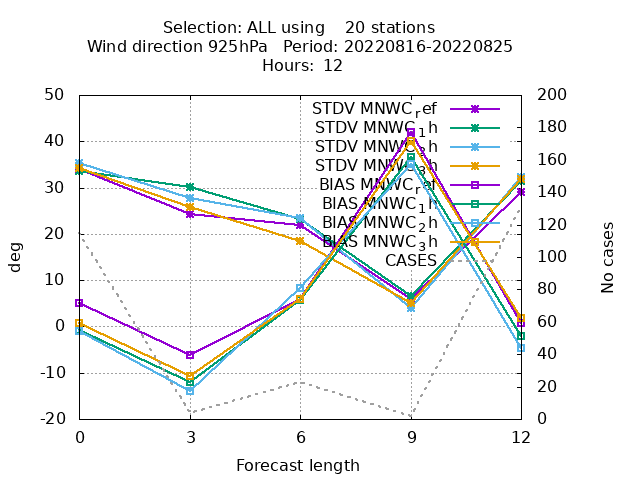 Selection: ALL using 20 stations
Wind direction 925hPa Period: 20220816-20220825
Hours: 12
50
40
30
20
10
0
-10
-20
deg
STDV MNWC_ref
STDV MNWC_1h
STDV MNWC_2h
STDV MNWC_3h
BIAS MNWC_ref
BIAS MNWC_1h
BIAS MNWC_2h
BIAS MNWC_3h
CASES
200
180
160
140
120
100
80
60
40
20
0
No cases
0 3 6 9 12
Forecast length